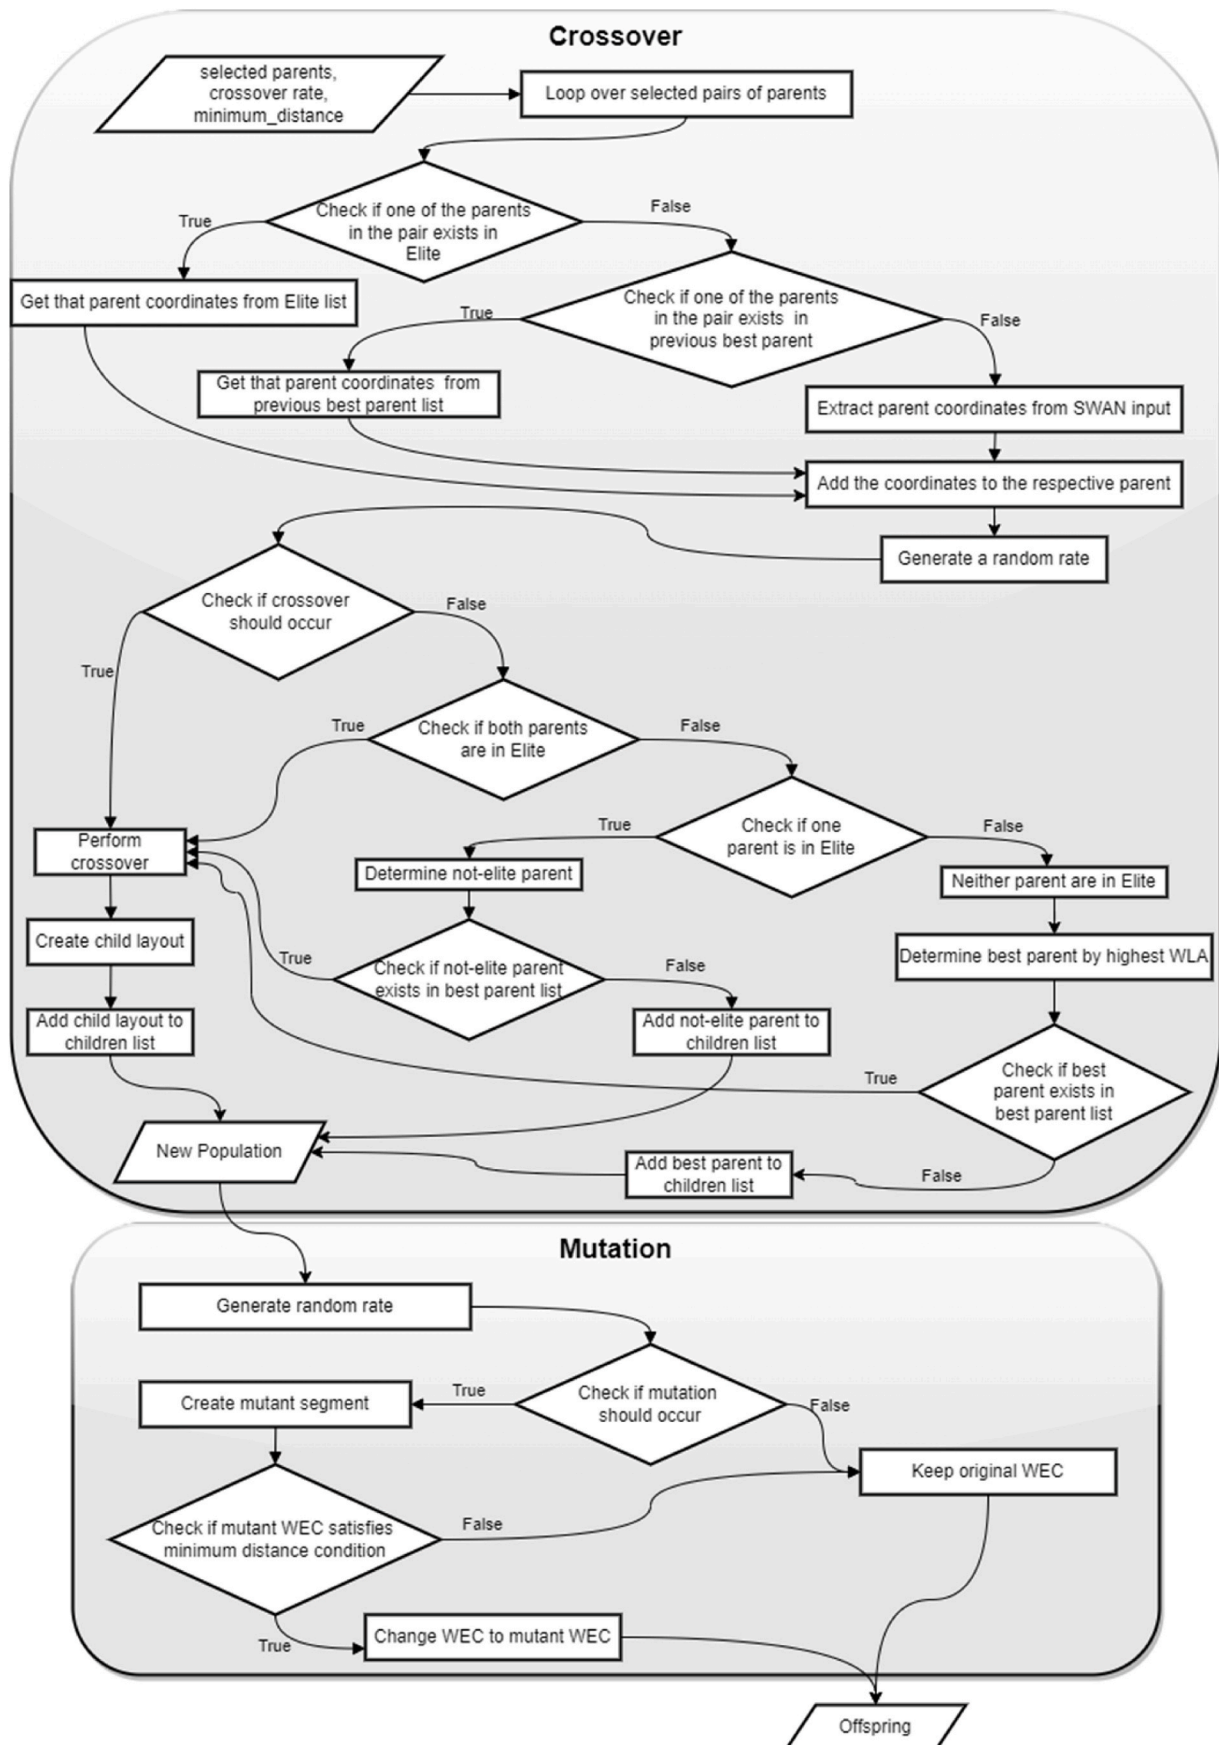 Crossover
selected parents,
crossover rate,
minimum_distance
Loop over selected pairs of parents
Check if one of the parents
in the pair exists in
Elite
True
False
Get that parent coordinates from Elite list
Check if one of the parents
in the pair exists in
previous best parent
True
False
Get that parent coordinates from
previous best parent list
Extract parent coordinates from SWAN input
Add the coordinates to the respective parent
Generate a random rate
Check if crossover
should occur
False
True
Check if both parents
are in Elite
True
False
Check if one
parent is in Elite
True
False
Perform
crossover
Determine not-elite parent
Neither parent are in Elite
Create child layout
Check if not-elite parent
exists in best parent list
True
False
Determine best parent by highest WLA
Add child layout to
children list
Add not-elite parent to
children list
Check if best
parent exists in
best parent list
True
False
New Population
Add best parent to
children list
Mutation
Generate random rate
Check if mutation
should occur
True
False
Create mutant segment
Keep original WEC
Check if mutant WEC satisfies
minimum distance condition
False
True
Change WEC to mutant WEC
Offspring